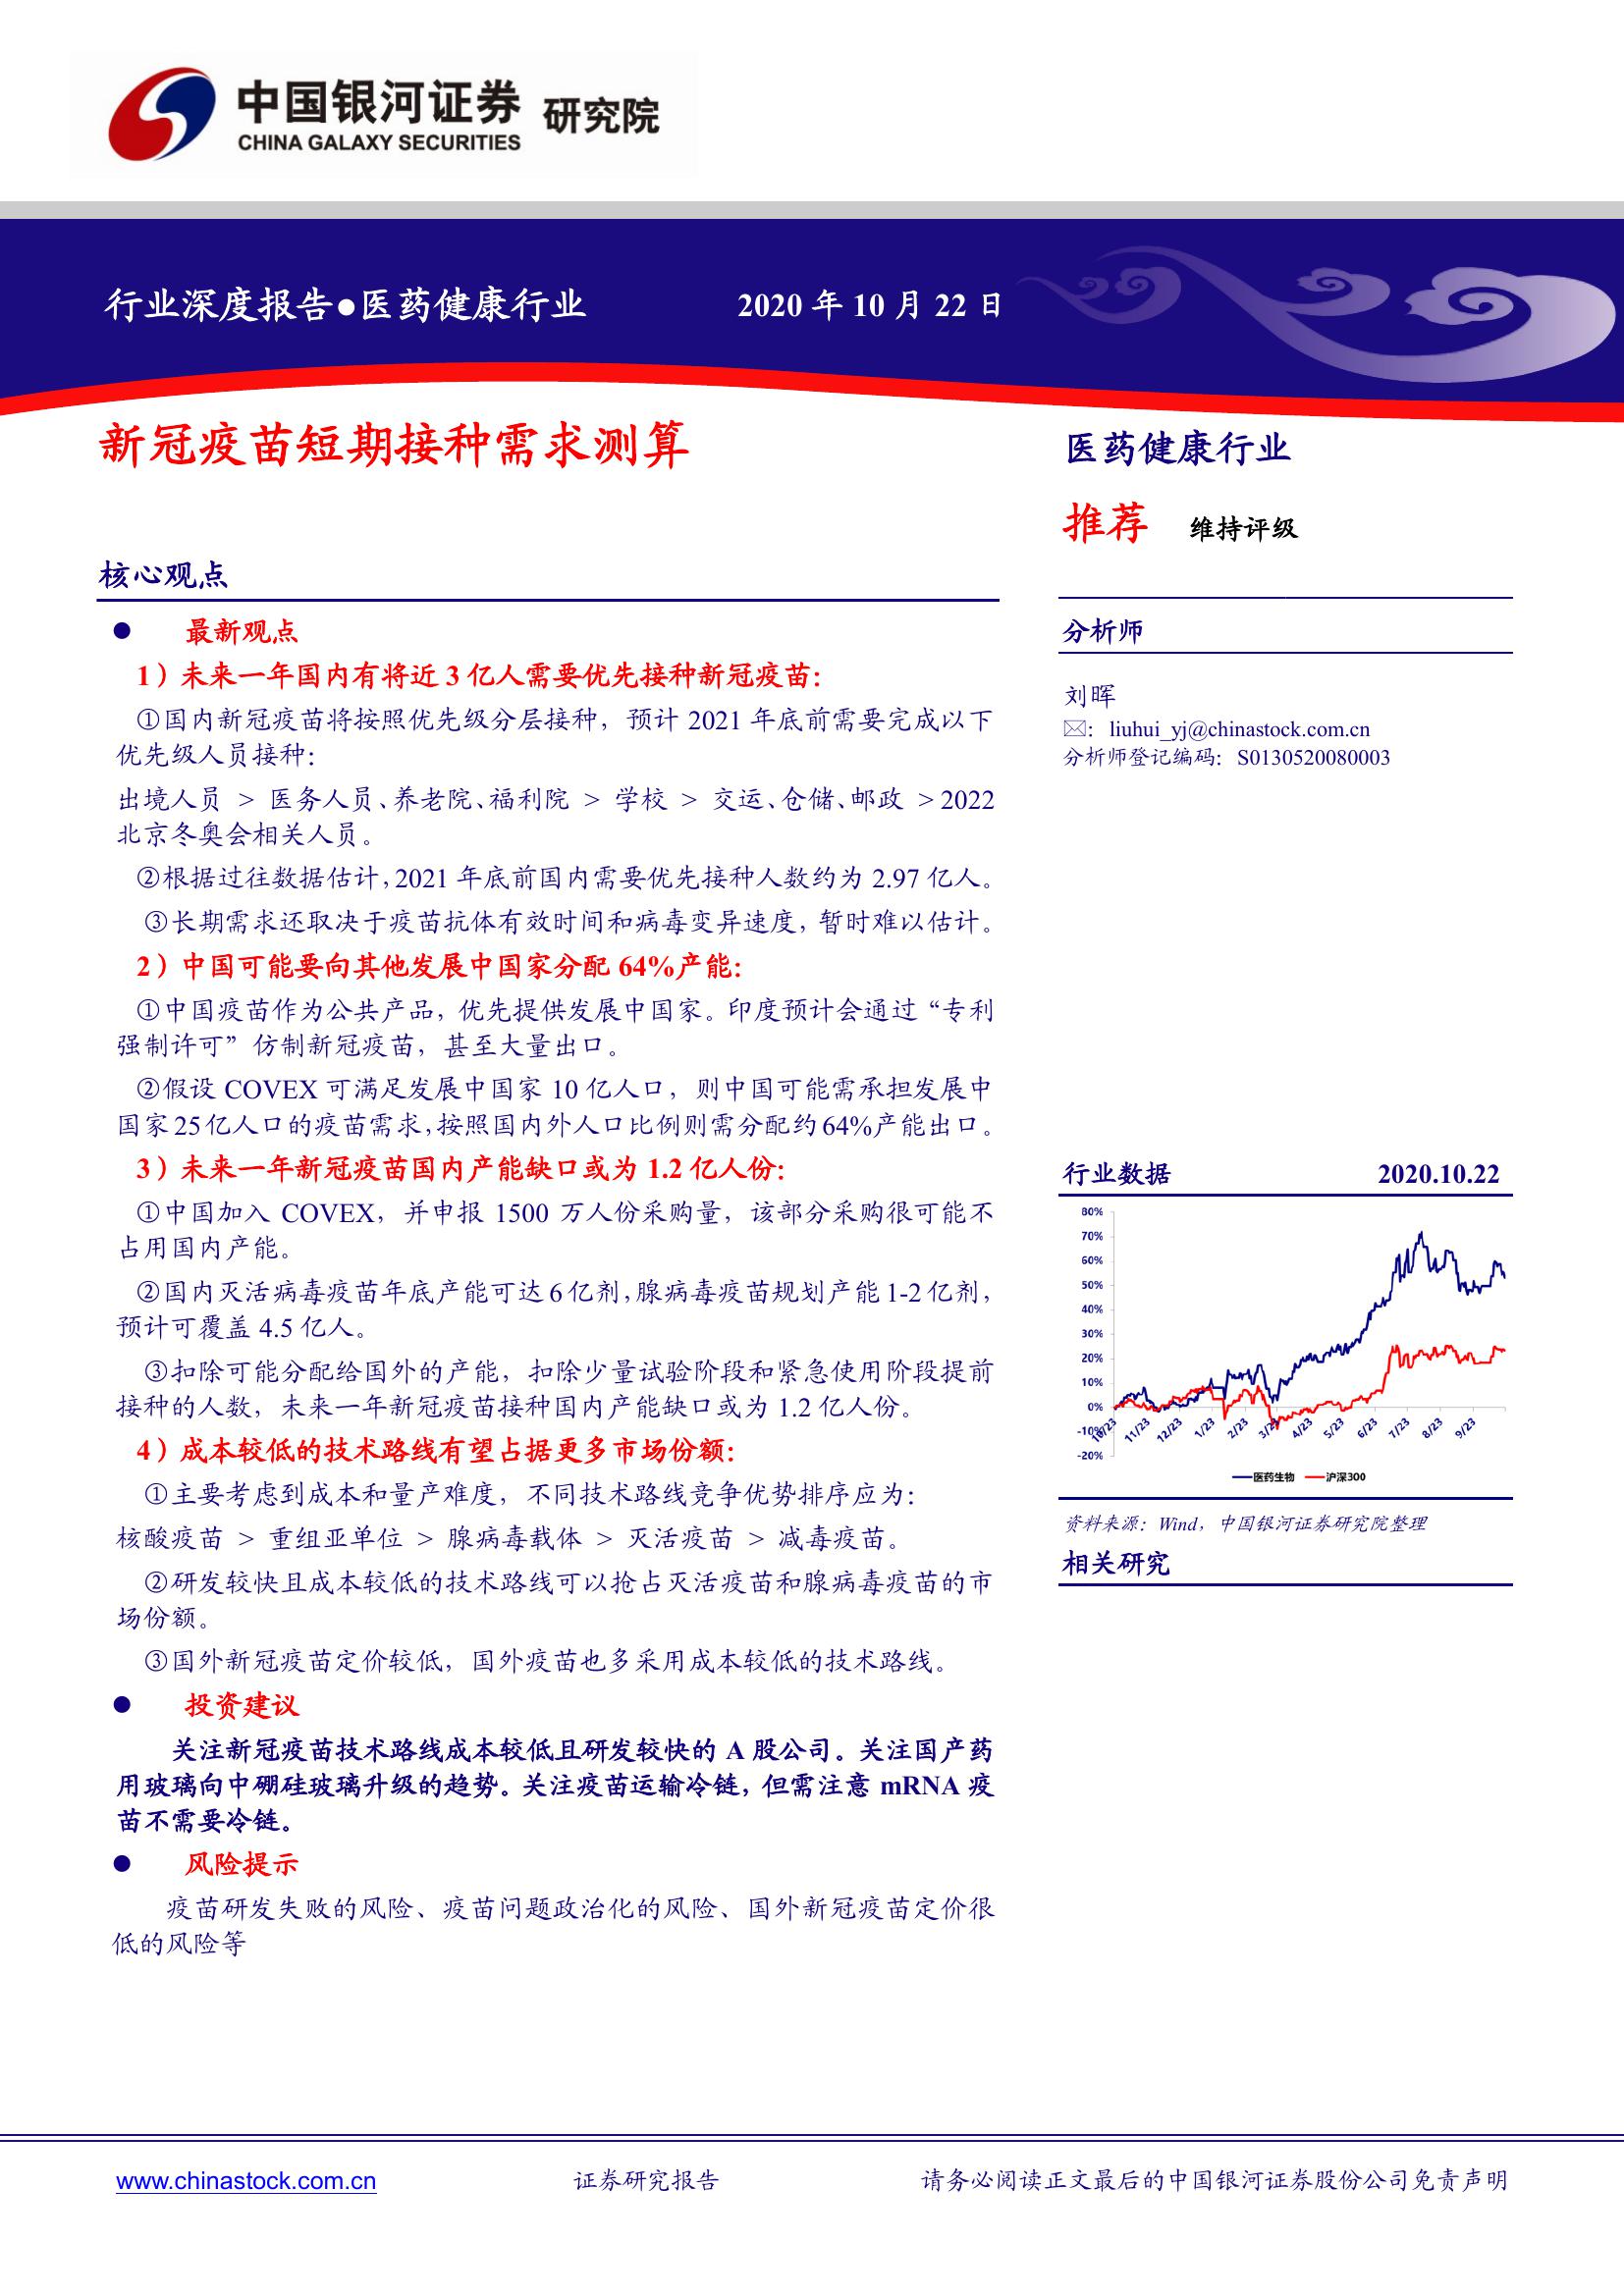 中国银河证券 研究院
CHINA GALAXY SECURITIES
行业深度报告●医药健康行业 2020 年 10 月 22 日
新冠疫苗短期接种需求测算
核心观点
● 最新观点
1）未来一年国内有将近 3 亿人需要优先接种新冠疫苗：
①国内新冠疫苗将按照优先级分层接种，预计 2021 年底前需要完成以下
优先级人员接种：
出境人员 > 医务人员、养老院、福利院 > 学校 > 交运、仓储、邮政 > 2022
北京冬奥会相关人员。
②根据过往数据估计，2021 年底前国内需要优先接种人数约为 2.97 亿人。
③长期需求还取决于疫苗抗体有效时间和病毒变异速度，暂时难以估计。
2）中国可能要向其他发展中国家分配 64%产能：
①中国疫苗作为公共产品，优先提供发展中国家。印度预计会通过“专利
强制许可”仿制新冠疫苗，甚至大量出口。
②假设 COVEX 可满足发展中国家 10 亿人口，则中国可能需承担发展中
国家 25 亿人口的疫苗需求，按照国内外人口比例则需分配约 64%产能出口。
3）未来一年新冠疫苗国内产能缺口或为 1.2 亿人份：
①中国加入 COVEX，并申报 1500 万人份采购量，该部分采购很可能不
占用国内产能。
②国内灭活病毒疫苗年底产能可达 6 亿剂，腺病毒疫苗规划产能 1-2 亿剂，
预计可覆盖 4.5 亿人。
③扣除可能分配给国外的产能，扣除少量试验阶段和紧急使用阶段提前
接种的人数，未来一年新冠疫苗接种国内产能缺口或为 1.2 亿人份。
4）成本较低的技术路线有望占据更多市场份额：
①主要考虑到成本和量产难度，不同技术路线竞争优势排序应为：
核酸疫苗 > 重组亚单位 > 腺病毒载体 > 灭活疫苗 > 减毒疫苗。
②研发较快且成本较低的技术路线可以抢占灭活疫苗和腺病毒疫苗的市
场份额。
③国外新冠疫苗定价较低，国外疫苗也多采用成本较低的技术路线。
● 投资建议
关注新冠疫苗技术路线成本较低且研发较快的 A 股公司。关注国产药
用玻璃向中硼硅玻璃升级的趋势。关注疫苗运输冷链，但需注意 mRNA 疫
苗不需要冷链。
● 风险提示
疫苗研发失败的风险、疫苗问题政治化的风险、国外新冠疫苗定价很
低的风险等
医药健康行业
推荐 维持评级
分析师
刘晖
✉：liuhui_yj@chinastock.com.cn
分析师登记编码：S0130520080003
行业数据 2020.10.22
80%
70%
60%
50%
40%
30%
20%
10%
0%
-10%
-20%
10/23 11/23 12/23 1/23 2/23 3/23 4/23 5/23 6/23 7/23 8/23 9/23
医药生物 沪深300
资料来源：Wind，中国银河证券研究院整理
相关研究
www.chinastock.com.cn 证券研究报告 请务必阅读正文最后的中国银河证券股份公司免责声明